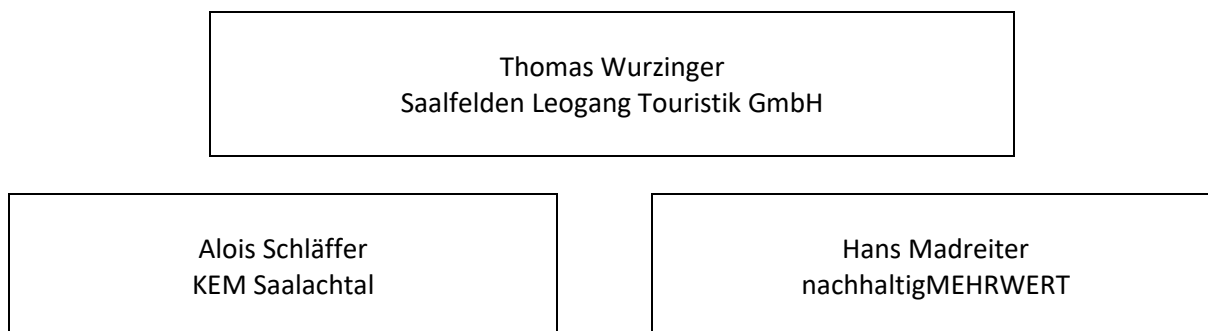 Thomas Wurzinger
Saalfelden Leogang Touristik GmbH
Alois Schläffer
KEM Saalachtal
Hans Madreiter
nachhaltigMEHRWERT